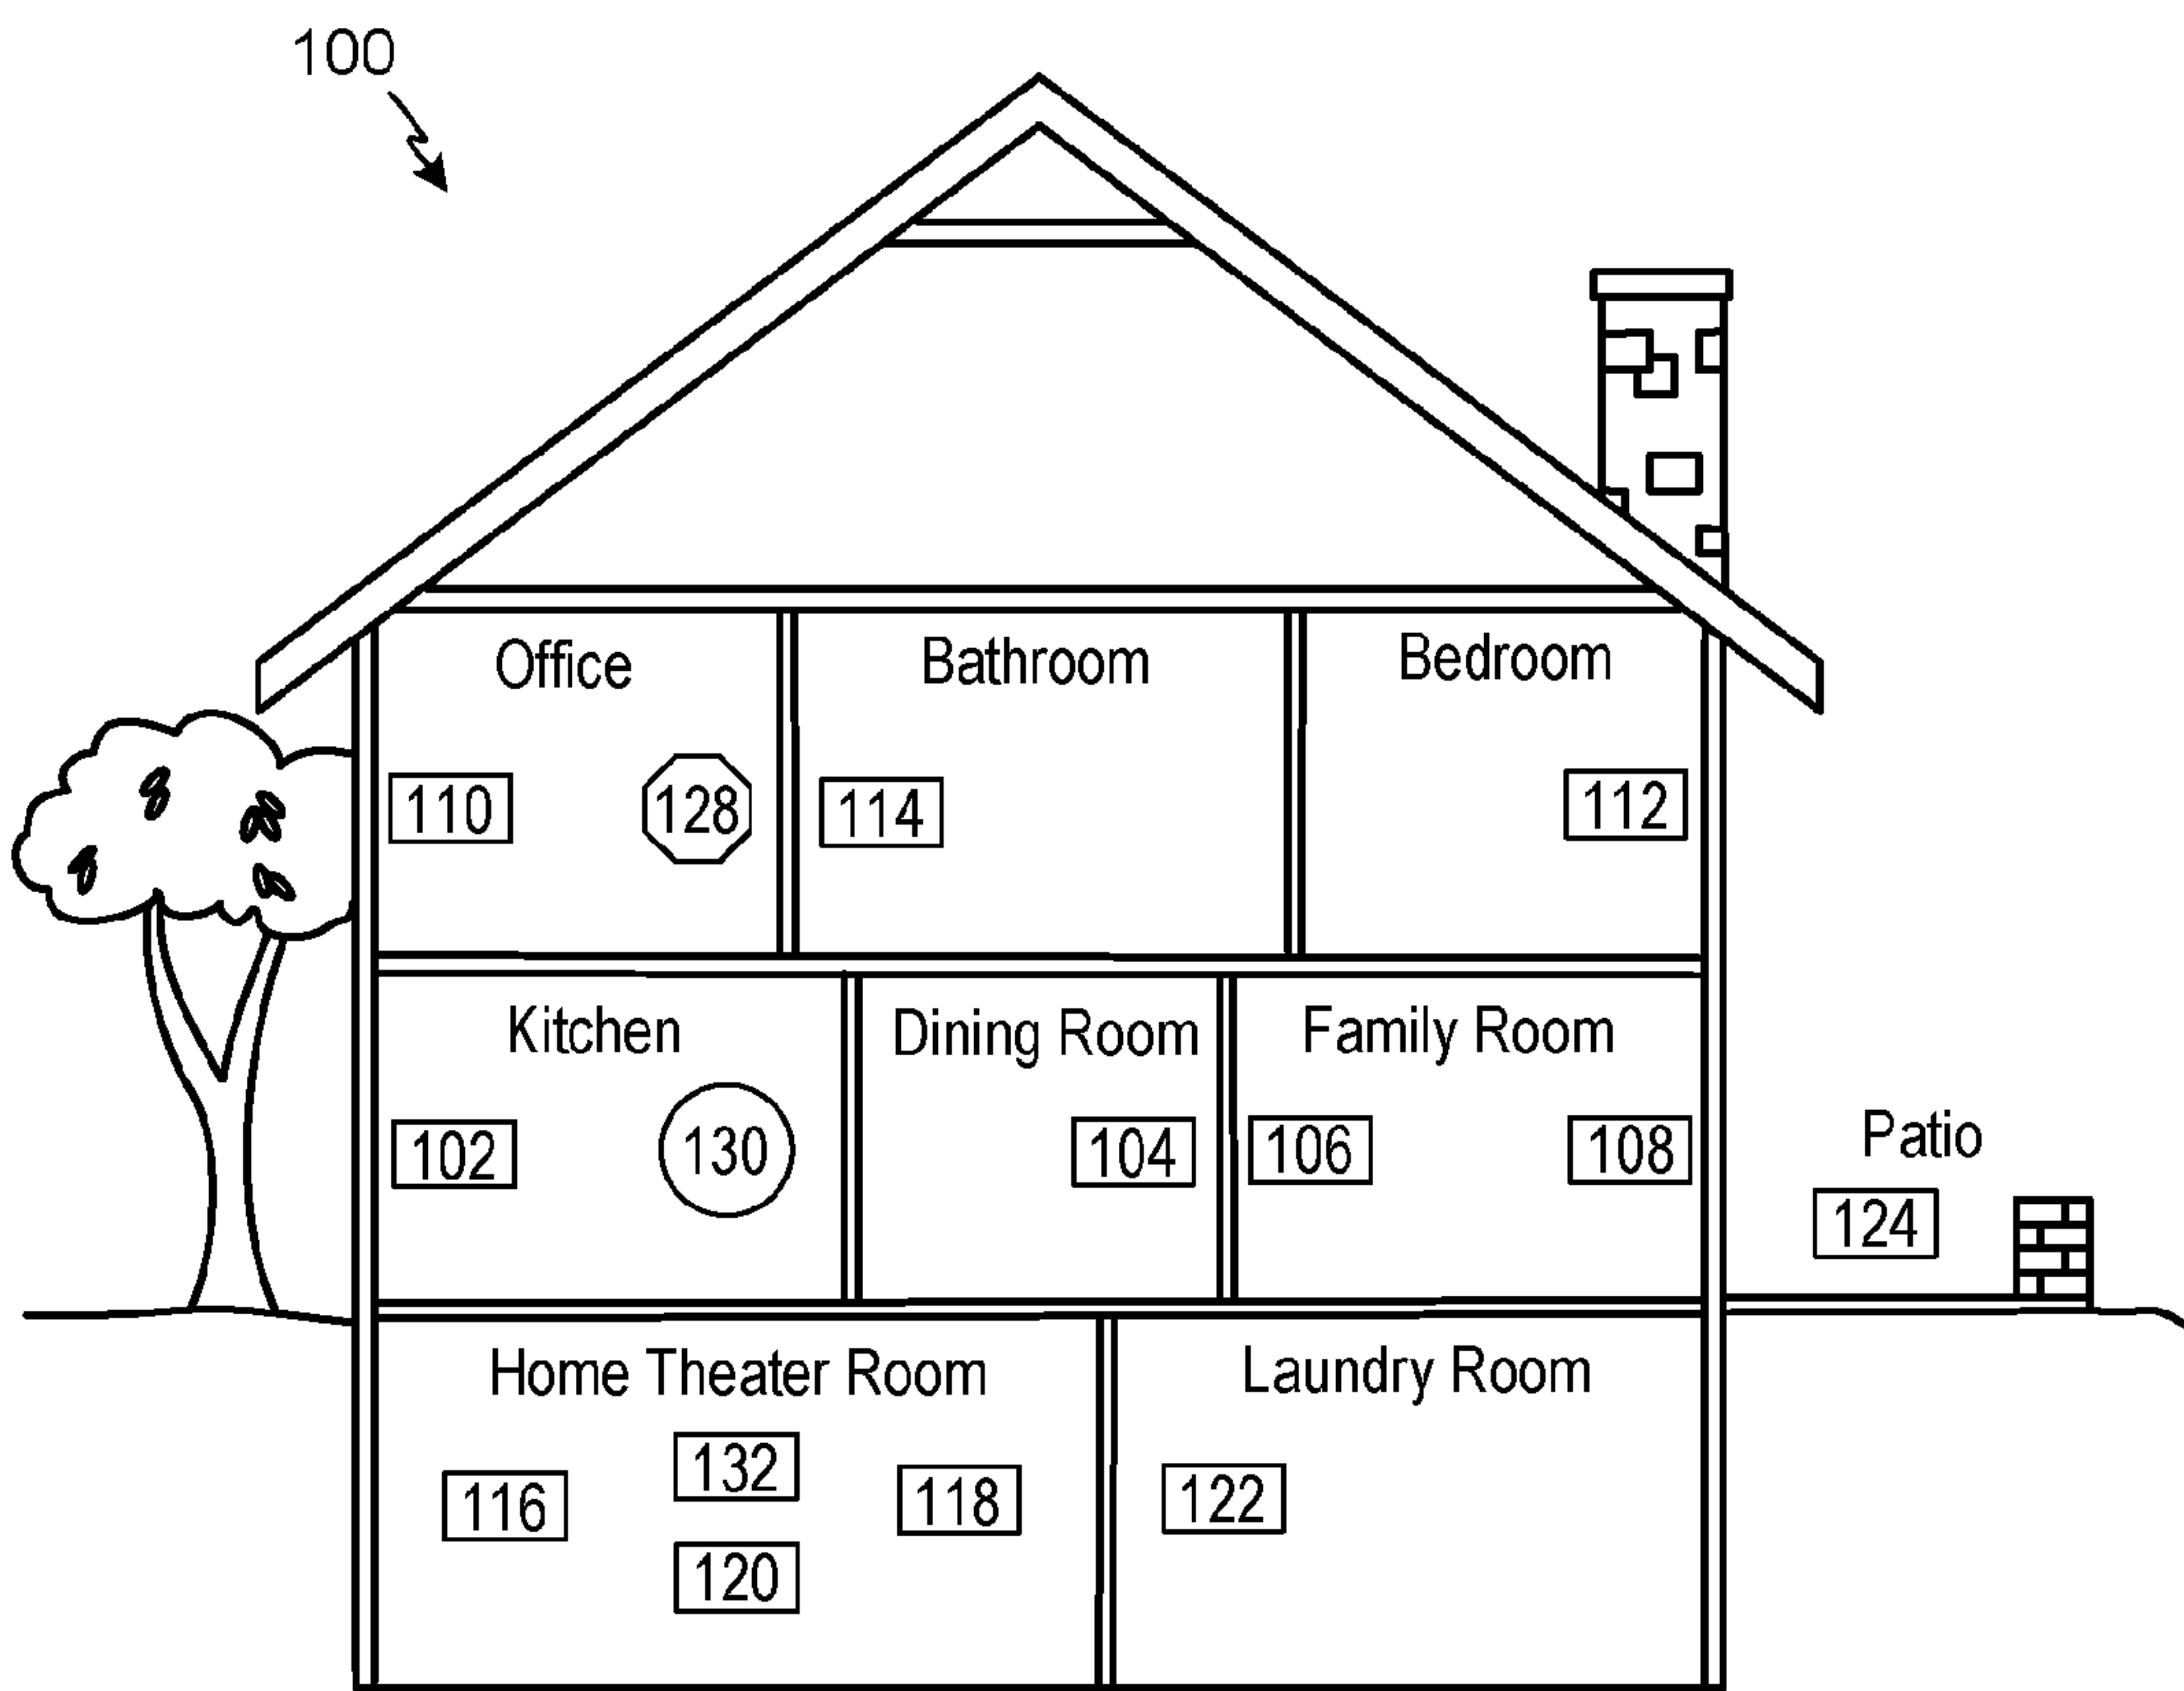 100
Office
Bathroom
Bedroom
110
128
114
112
Kitchen
Dining Room
Family Room
102
130
104
106
108
Patio
124
Home Theater Room
Laundry Room
116
132
118
120
122